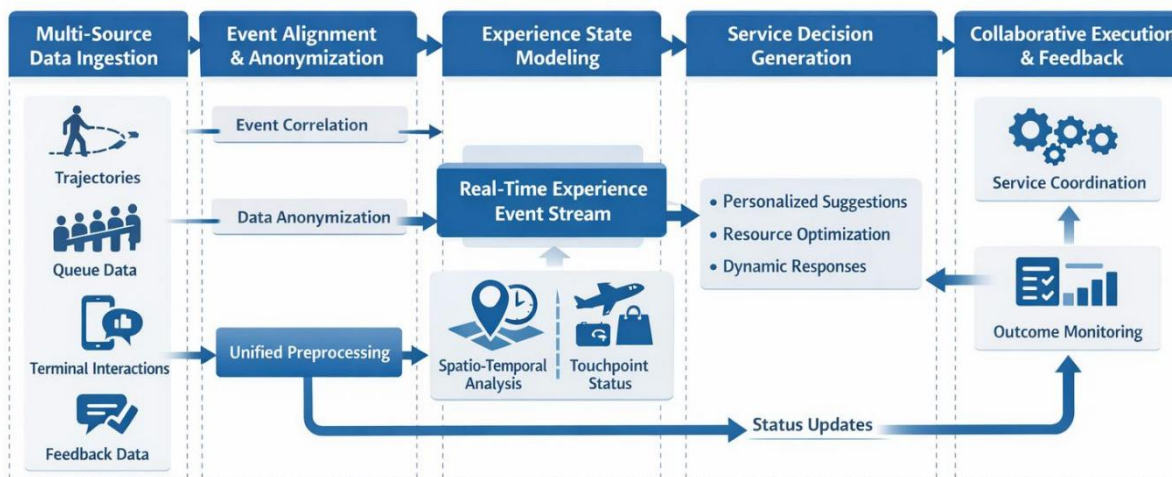 Multi-Source
Data Ingestion
Event Alignment
& Anonymization
Experience State
Modeling
Service Decision
Generation
Collaborative Execution
& Feedback
Trajectories
Queue Data
Terminal Interactions
Feedback Data
Event Correlation
Data Anonymization
Unified Preprocessing
Real-Time Experience
Event Stream
Spatio-Temporal
Analysis
Touchpoint
Status
• Personalized Suggestions
• Resource Optimization
• Dynamic Responses
Status Updates
Service Coordination
Outcome Monitoring